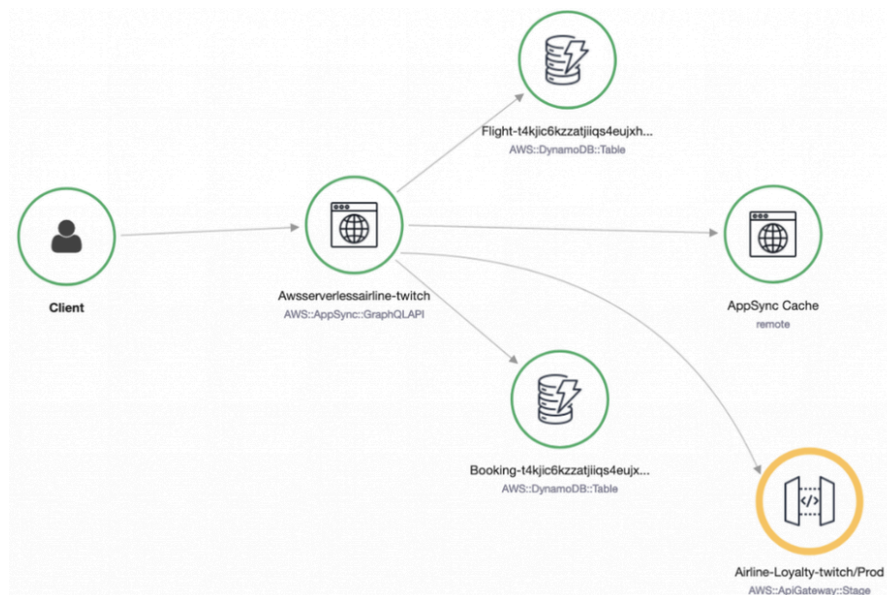 Flight-t4kjic6kzzatjiiqs4eujxh...
AWS::DynamoDB::Table
Client
Awsserverlessairline-twitch
AWS::AppSync::GraphQLAPI
AppSync Cache
remote
Booking-t4kjic6kzzatjiiqs4eujx...
AWS::DynamoDB::Table
</>
Airline-Loyalty-twitch/Prod
AWS::ApiGateway::Stage